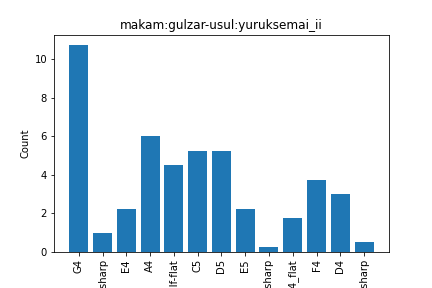 makam:gulzar-usul:yuruksemai_ii
10
8
6
4
2
0
Count
G4
sharp
E4
A4
lf-flat
C5
D5
E5
sharp
4_flat
F4
D4
sharp